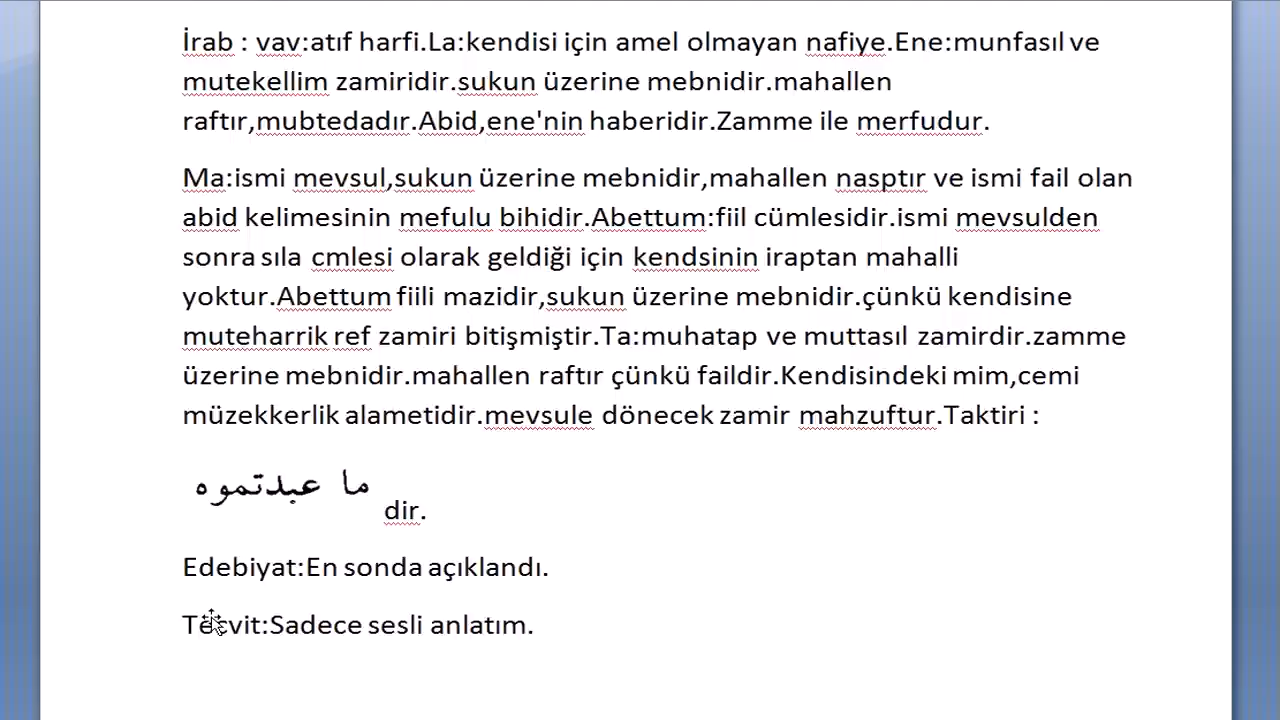 İrab : vav:atıf harfi.La:kendisi için amel olmayan nafiye.Ene:munfasıl ve
mutekellim zamiridir.sukun üzerine mebnidir.mahallen
raftır,mubtedadır.Abid,ene'nin haberidir.Zamme ile merfudur.
Ma:ismi mevsul,sukun üzerine mebnidir,mahallen nasptır ve ismi fail olan
abid kelimesinin mefulu bihidir.Abettum:fiil cümlesidir.ismi mevsulden
sonra sıla cmlesi olarak geldiği için kendsinin iraptan mahalli
yoktur.Abettum fiili mazidir,sukun üzerine mebnidir.çünkü kendisine
muteharrik ref zamiri bitişmiştir.Ta:muhatap ve muttasıl zamirdir.zamme
üzerine mebnidir.mahallen raftır çünkü faildir.Kendisindeki mim,cemi
müzekkerlik alametidir.mevsule dönecek zamir mahzuftur.Taktiri :
ما عبدتموه
dir.
Edebiyat:En sonda açıklandı.
Tecvit:Sadece sesli anlatım.